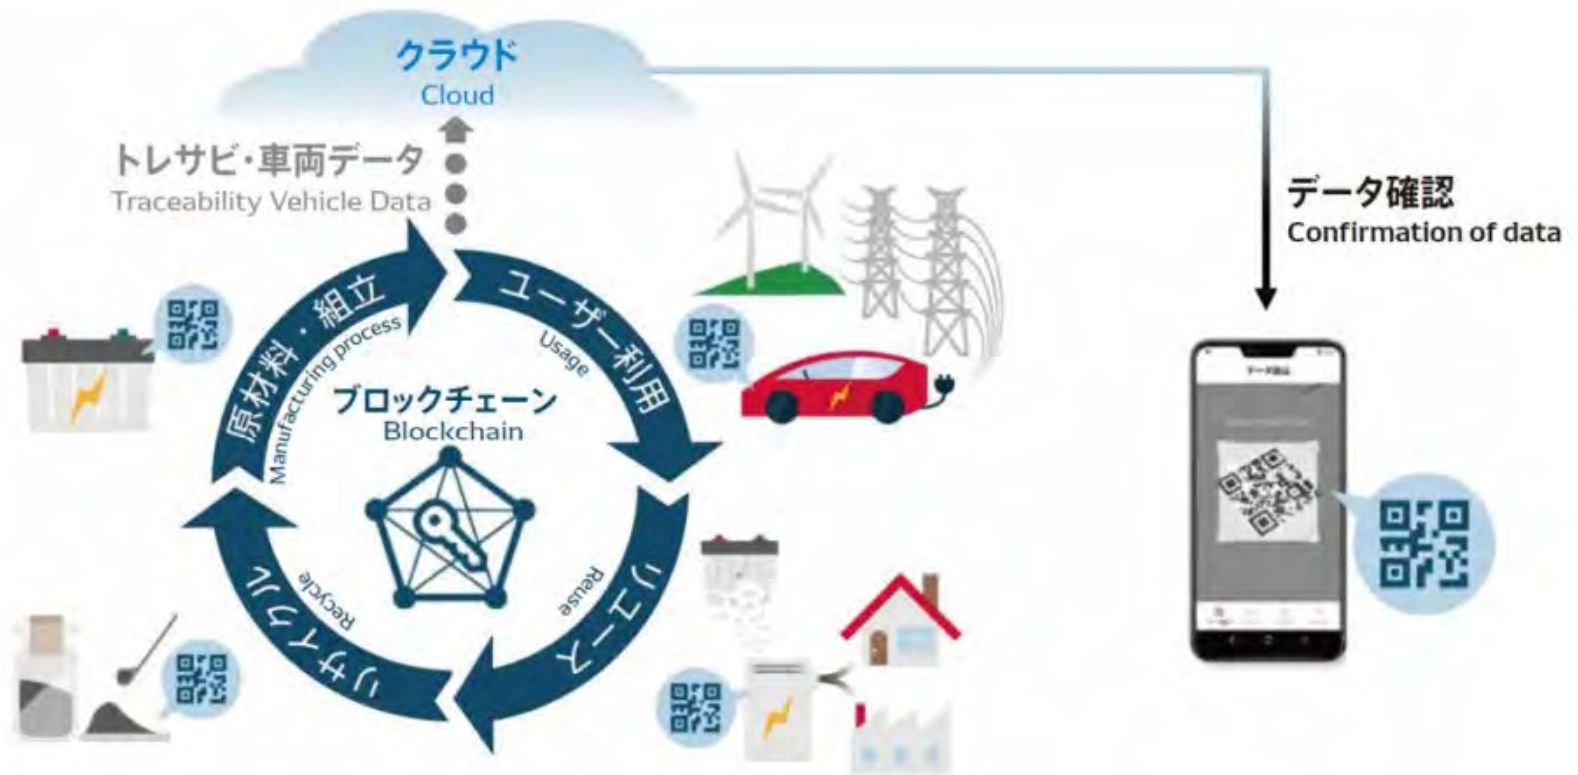 クラウド
Cloud
トレサビ・車両データ
Traceability Vehicle Data
データ確認
Confirmation of data
原材料・組立
Manufacturing process
ユーザー利用
Usage
ブロックチェーン
Blockchain
リサイクル
Recycle
リユース
Reuse